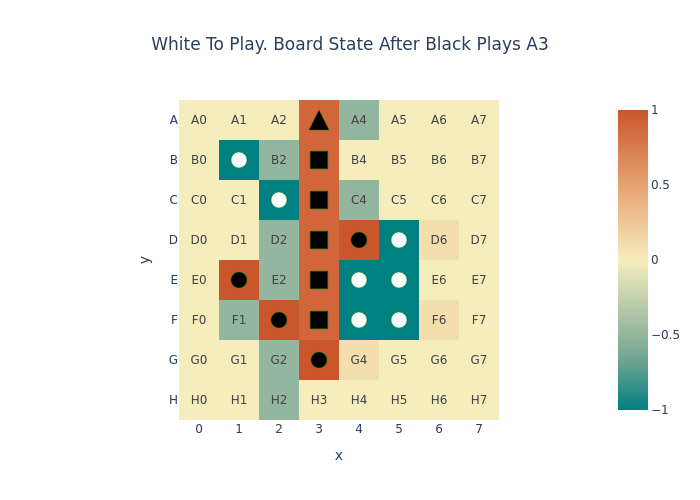 White To Play. Board State After Black Plays A3
A A0 A1 A2 A4 A5 A6 A7
B B0 B2 B4 B5 B6 B7
C C0 C1 C4 C5 C6 C7
D D0 D1 D2 D6 D7
E E0 E2 E6 E7
F F0 F1 F6 F7
G G0 G1 G2 G4 G5 G6 G7
H H0 H1 H2 H3 H4 H5 H6 H7
0 1 2 3 4 5 6 7
x
y
1
0.5
0
−0.5
−1